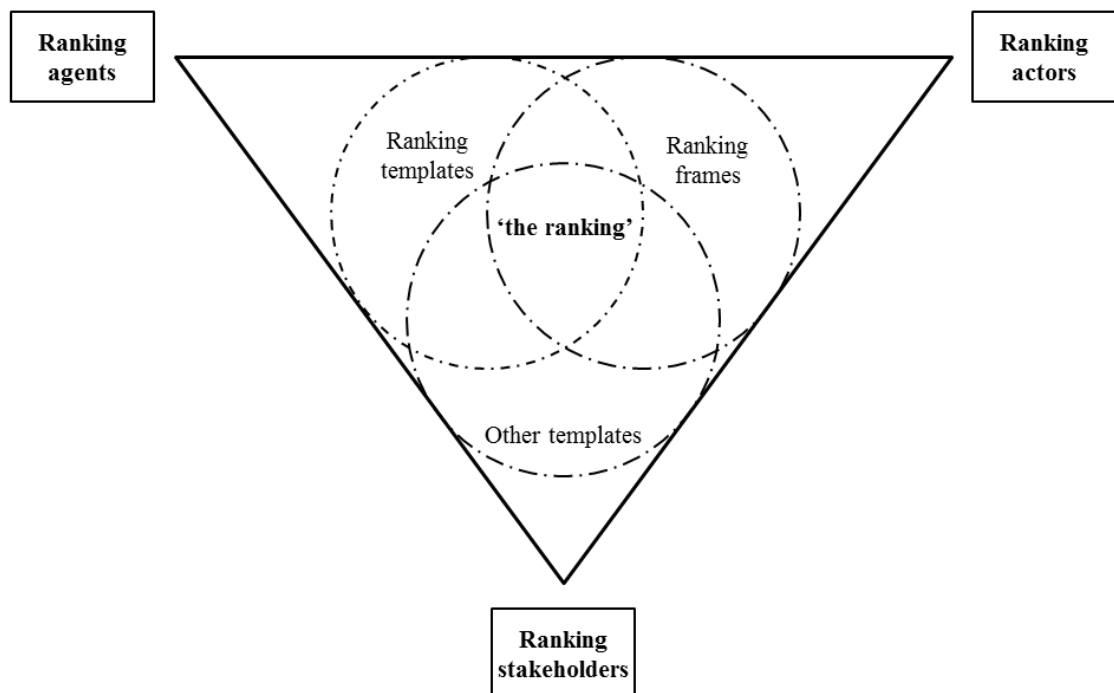 Ranking
agents
Ranking
actors
Ranking
templates
Ranking
frames
‘the ranking’
Other templates
Ranking
stakeholders